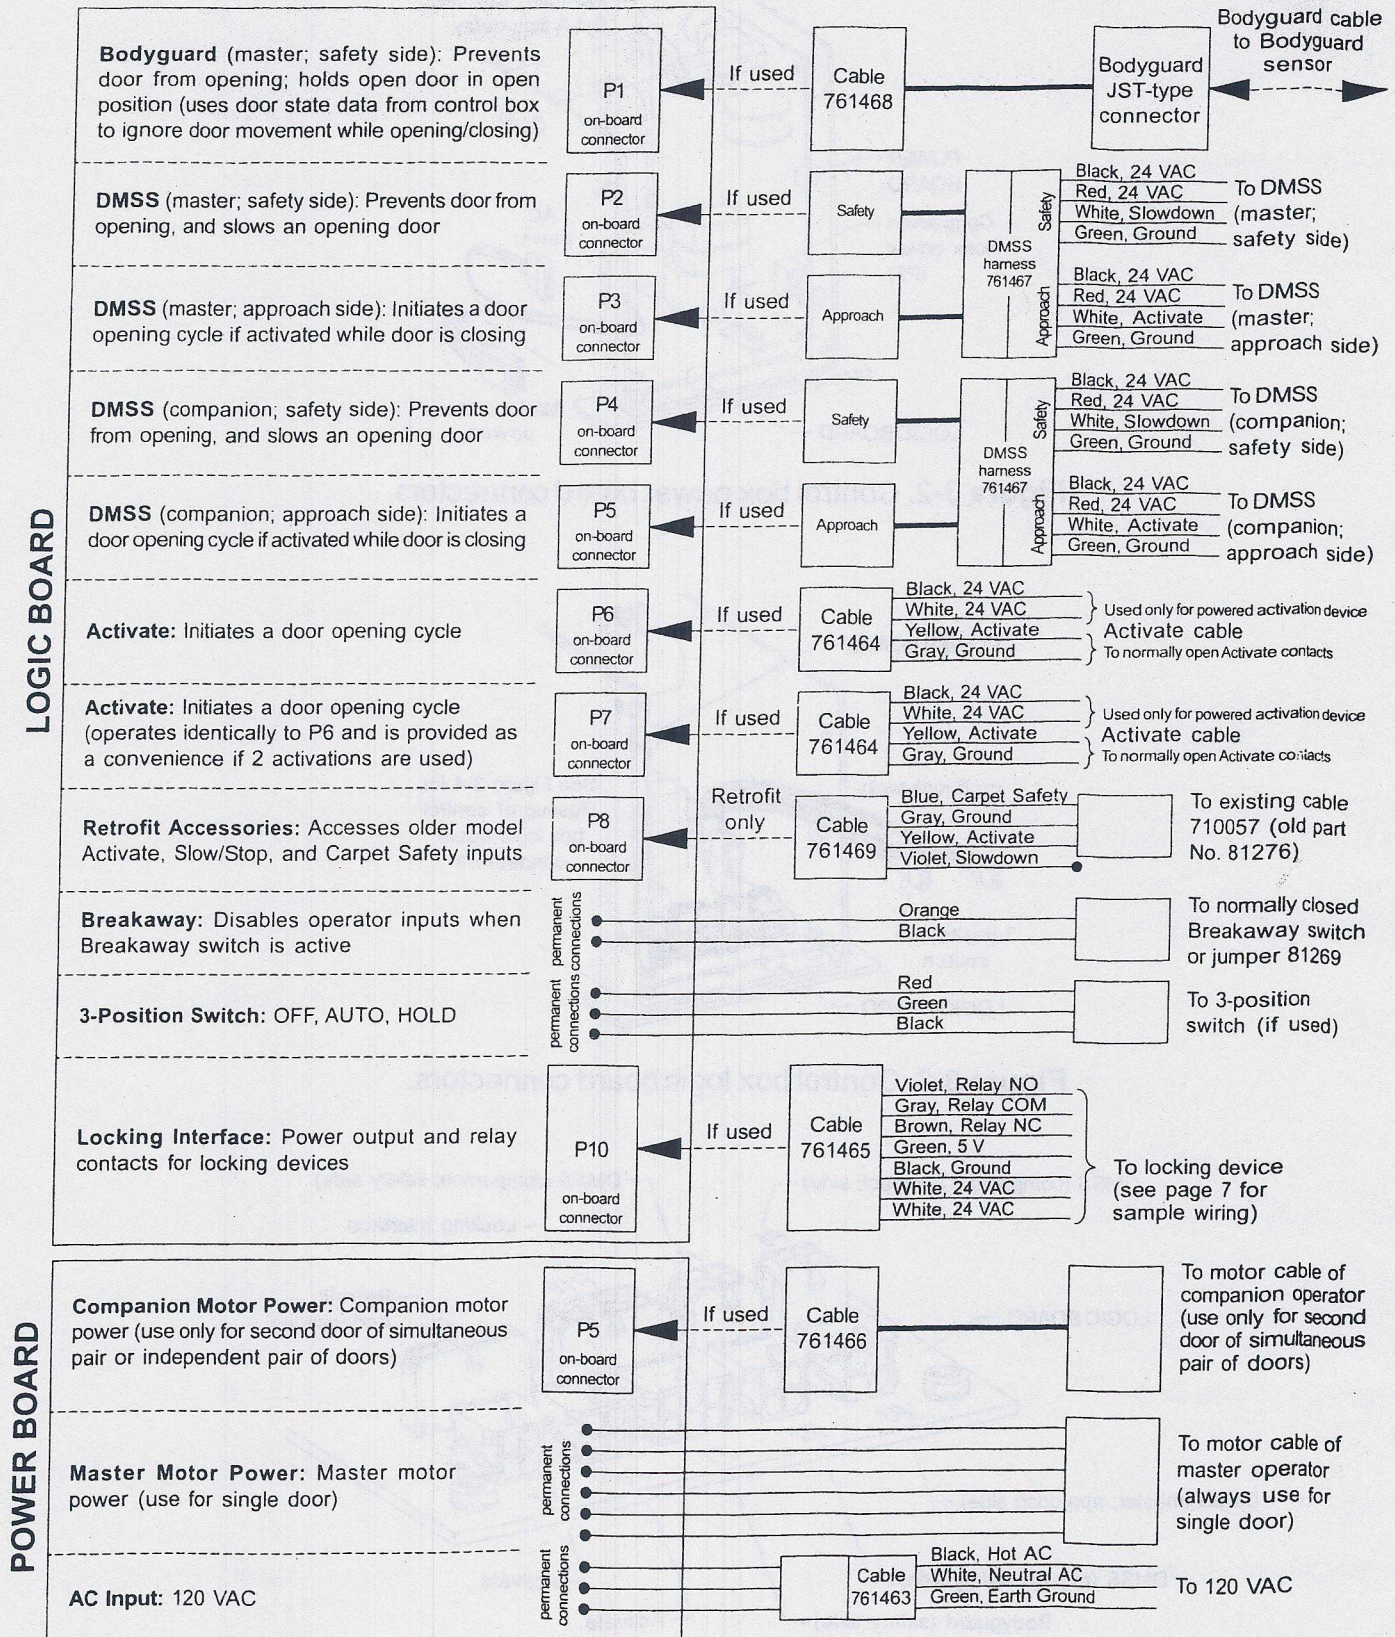 LOGIC BOARD
Bodyguard (master; safety side): Prevents
door from opening; holds open door in open
position (uses door state data from control box
to ignore door movement while opening/closing)
P1
on-board
connector
If used
Cable
761468
Bodyguard
JST-type
connector
Bodyguard cable
to Bodyguard
sensor
DMSS (master; safety side): Prevents door from
opening, and slows an opening door
P2
on-board
connector
If used
Safety
DMSS
harness
761467
Safety
Black, 24 VAC
Red, 24 VAC
White, Slowdown
Green, Ground
To DMSS
(master;
safety side)
DMSS (master; approach side): Initiates a door
opening cycle if activated while door is closing
P3
on-board
connector
If used
Approach
Approach
Black, 24 VAC
Red, 24 VAC
White, Activate
Green, Ground
To DMSS
(master;
approach side)
DMSS (companion; safety side): Prevents door
from opening, and slows an opening door
P4
on-board
connector
If used
Safety
DMSS
harness
761467
Safety
Black, 24 VAC
Red, 24 VAC
White, Slowdown
Green, Ground
To DMSS
(companion;
safety side)
DMSS (companion; approach side): Initiates a
door opening cycle if activated while door is closing
P5
on-board
connector
If used
Approach
Approach
Black, 24 VAC
Red, 24 VAC
White, Activate
Green, Ground
To DMSS
(companion;
approach side)
Activate: Initiates a door opening cycle
P6
on-board
connector
If used
Cable
761464
Black, 24 VAC
White, 24 VAC
Yellow, Activate
Gray, Ground
Used only for powered activation device
Activate cable
To normally open Activate contacts
Activate: Initiates a door opening cycle
(operates identically to P6 and is provided as
a convenience if 2 activations are used)
P7
on-board
connector
If used
Cable
761464
Black, 24 VAC
White, 24 VAC
Yellow, Activate
Gray, Ground
Used only for powered activation device
Activate cable
To normally open Activate contacts
Retrofit Accessories: Accesses older model
Activate, Slow/Stop, and Carpet Safety inputs
P8
on-board
connector
Retrofit
only
Cable
761469
Blue, Carpet Safety
Gray, Ground
Yellow, Activate
Violet, Slowdown
To existing cable
710057 (old part
No. 81276)
Breakaway: Disables operator inputs when
Breakaway switch is active
permanent
connections
Orange
Black
To normally closed
Breakaway switch
or jumper 81269
3-Position Switch: OFF, AUTO, HOLD
permanent
connections
Red
Green
Black
To 3-position
switch (if used)
Locking Interface: Power output and relay
contacts for locking devices
P10
on-board
connector
If used
Cable
761465
Violet, Relay NO
Gray, Relay COM
Brown, Relay NC
Green, 5 V
Black, Ground
White, 24 VAC
White, 24 VAC
To locking device
(see page 7 for
sample wiring)
POWER BOARD
Companion Motor Power: Companion motor
power (use only for second door of simultaneous
pair or independent pair of doors)
P5
on-board
connector
If used
Cable
761466
To motor cable of
companion operator
(use only for second
door of simultaneous
pair of doors)
Master Motor Power: Master motor
power (use for single door)
permanent
connections
To motor cable of
master operator
(always use for
single door)
AC Input: 120 VAC
permanent
connections
Cable
761463
Black, Hot AC
White, Neutral AC
Green, Earth Ground
To 120 VAC